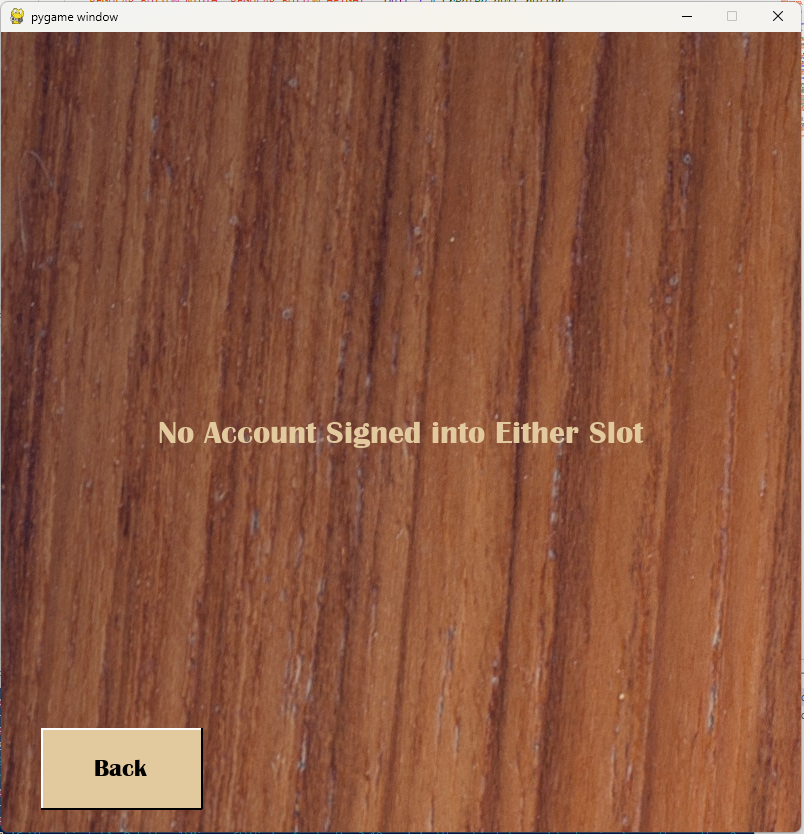 pygame window
No Account Signed into Either Slot
Back